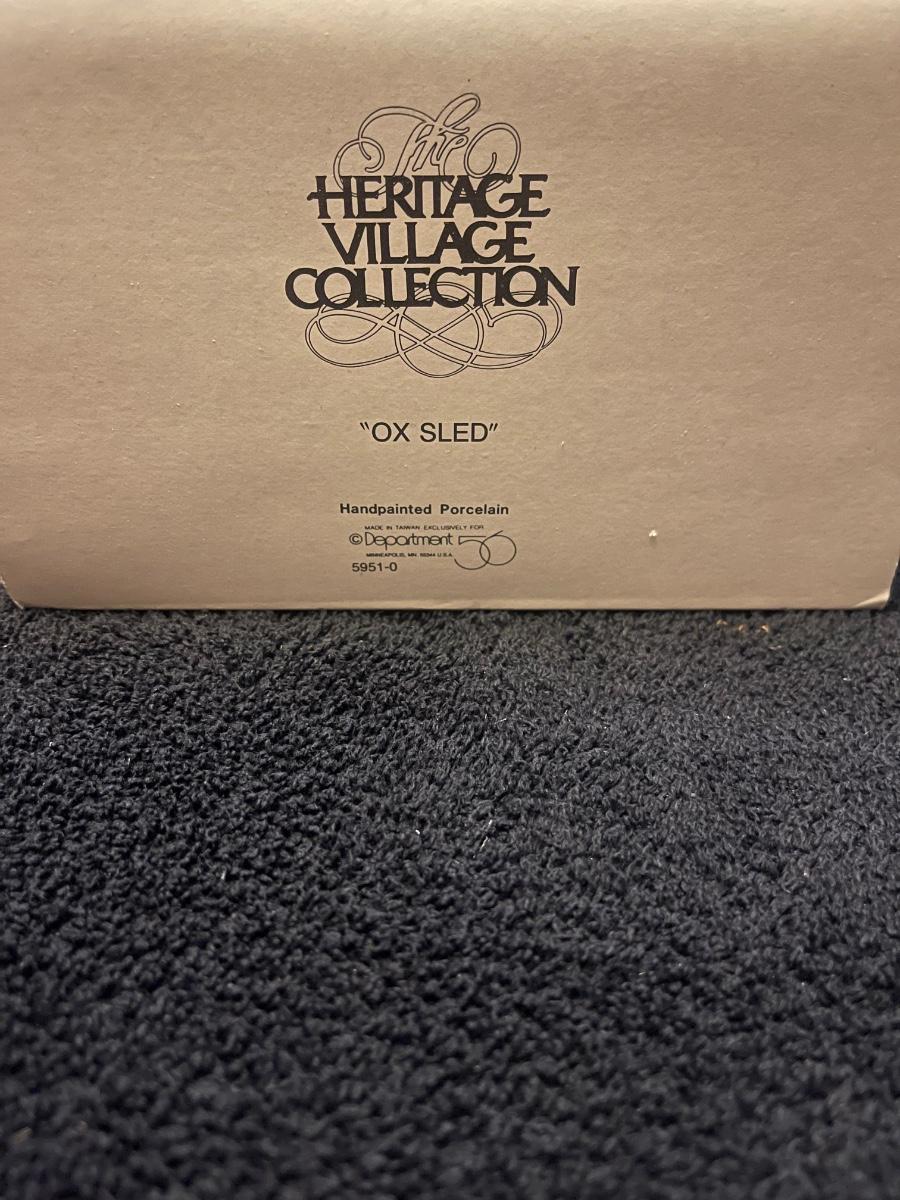 The
HERITAGE
VILLAGE
COLLECTION
"OX SLED"
Handpainted Porcelain
MADE IN TAIWAN EXCLUSIVELY FOR
©Department 56
MINNEAPOLIS, MN. 55344 U.S.A.
5951-0